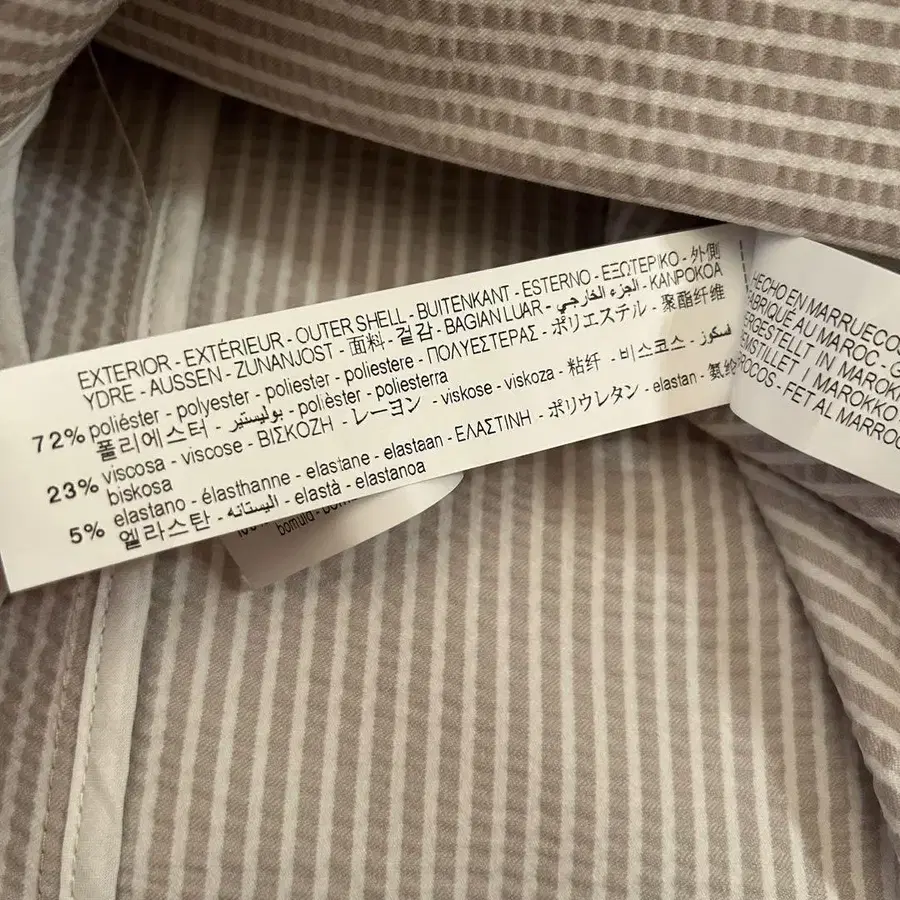 EXTERIOR - EXTÉRIEUR - OUTER SHELL - BUITENKANT - ESTERNO - ΕΞΩΤΕΡΙΚΟ - 外側
YDRE - AUSSEN - ZUNANJOST - 面料 - 겉감 - BAGIAN LUAR - الجزء الخارجي - KANPOKOA
72% poliéster - polyester - poliester - poliestere - ΠΟΛΥΕΣΤΕΡΑΣ - ポリエステル - 聚酯纤维
폴리에스터 - بوليستير - polièster - poliesterra
23% viscosa - viscose - ΒΙΣΚΟΖΗ - レーヨン - viskose - viskoza - 粘纤 - 비스코스 - فسكوز
biskosa
5% elastano - élasthanne - elastane - elastaan - ΕΛΑΣΤΙΝΗ - ポリウレタン - elastan - 氨纶
엘라스탄 - اليستانه - elastà - elastanoa
HECHO EN MARRUECOS
FABRIQUÉ AU MAROC -
IN MAROKKO
I MAROKKO
FET AL MARROC